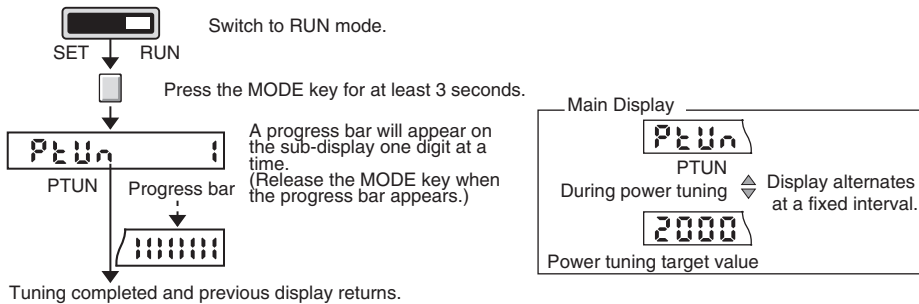 Switch to RUN mode.
SET RUN
Press the MODE key for at least 3 seconds.
PtUn 1
PTUN
A progress bar will appear on
the sub-display one digit at a
time.
(Release the MODE key when
the progress bar appears.)
Progress bar
Tuning completed and previous display returns.
Main Display
PtUn
PTUN
During power tuning
Display alternates
at a fixed interval.
2000
Power tuning target value